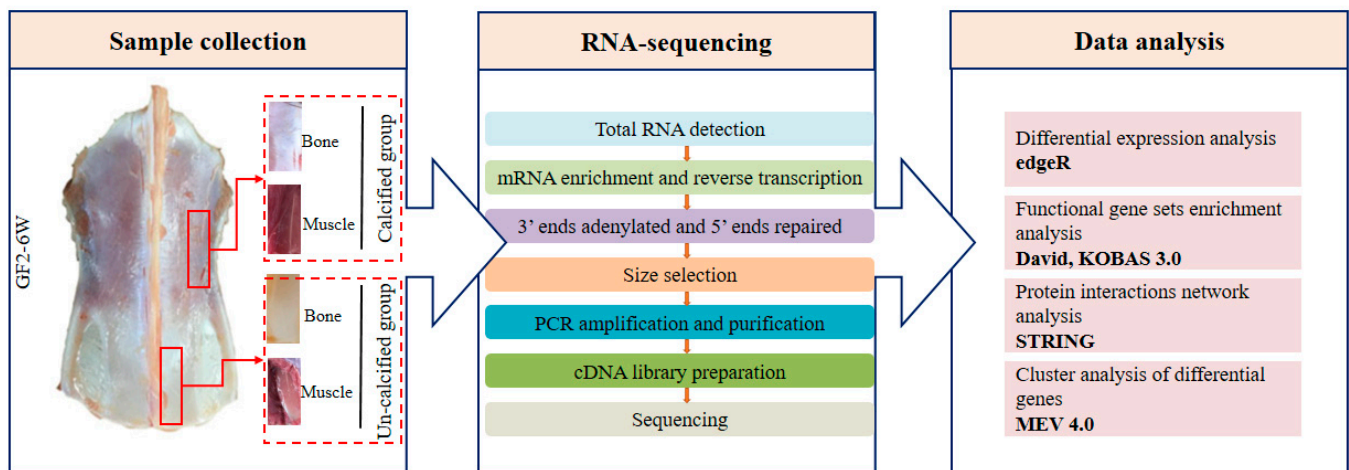 Sample collection
GF2-6W
Bone
Muscle
Calcified group
Bone
Muscle
Un-calcified group
RNA-sequencing
Total RNA detection
mRNA enrichment and reverse transcription
3’ ends adenylated and 5’ ends repaired
Size selection
PCR amplification and purification
cDNA library preparation
Sequencing
Data analysis
Differential expression analysis
edgeR
Functional gene sets enrichment
analysis
David, KOBAS 3.0
Protein interactions network
analysis
STRING
Cluster analysis of differential
genes
MEV 4.0